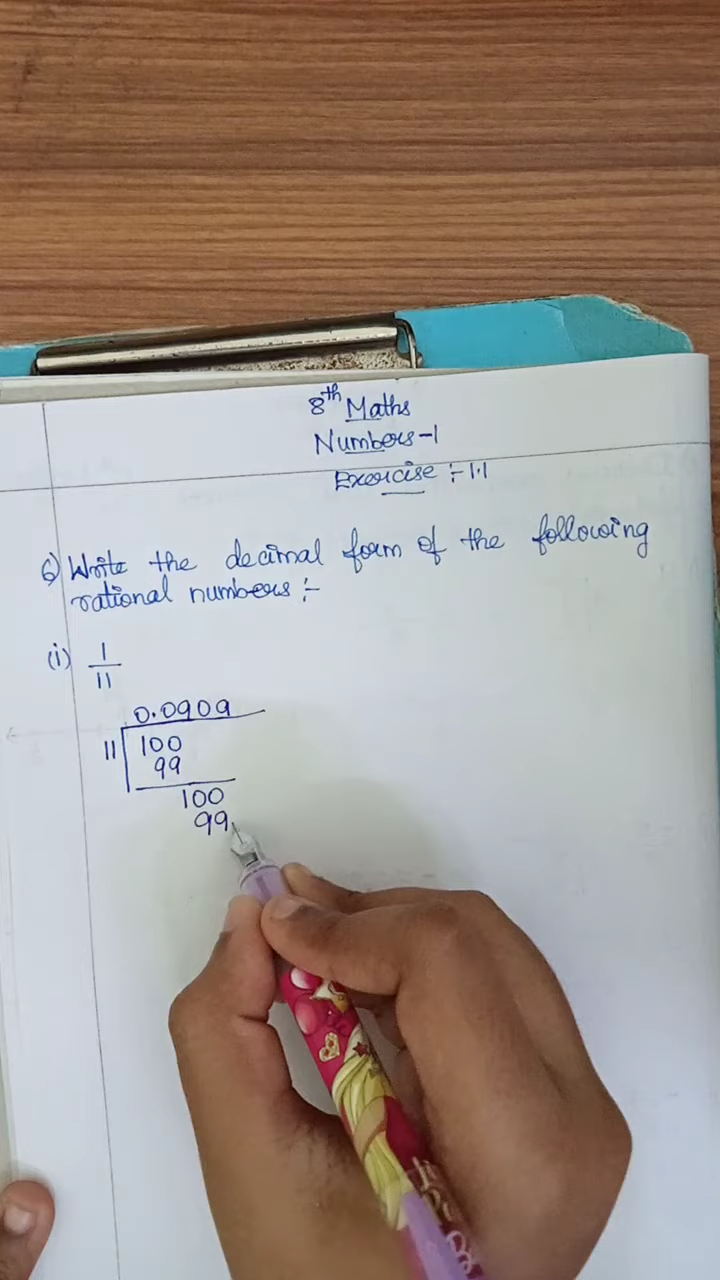 8th Maths
Numbers-1
Exercise :- 1.1
6) Write the decimal form of the following
rational numbers :-
(i) 1/11
0.0909
11 100
99
100
99